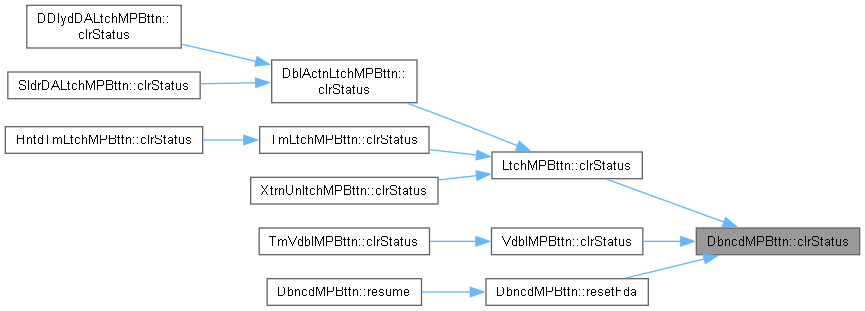 DDlydDALtchMPBttn::
clrStatus
SldrDALtchMPBttn::clrStatus
DblActnLtchMPBttn::
clrStatus
HntdTmLtchMPBttn::clrStatus
TmLtchMPBttn::clrStatus
LtchMPBttn::clrStatus
XtrnUnltchMPBttn::clrStatus
TmVdblMPBttn::clrStatus
VdblMPBttn::clrStatus
DbncdMPBttn::clrStatus
DbncdMPBttn::resume
DbncdMPBttn::resetFda